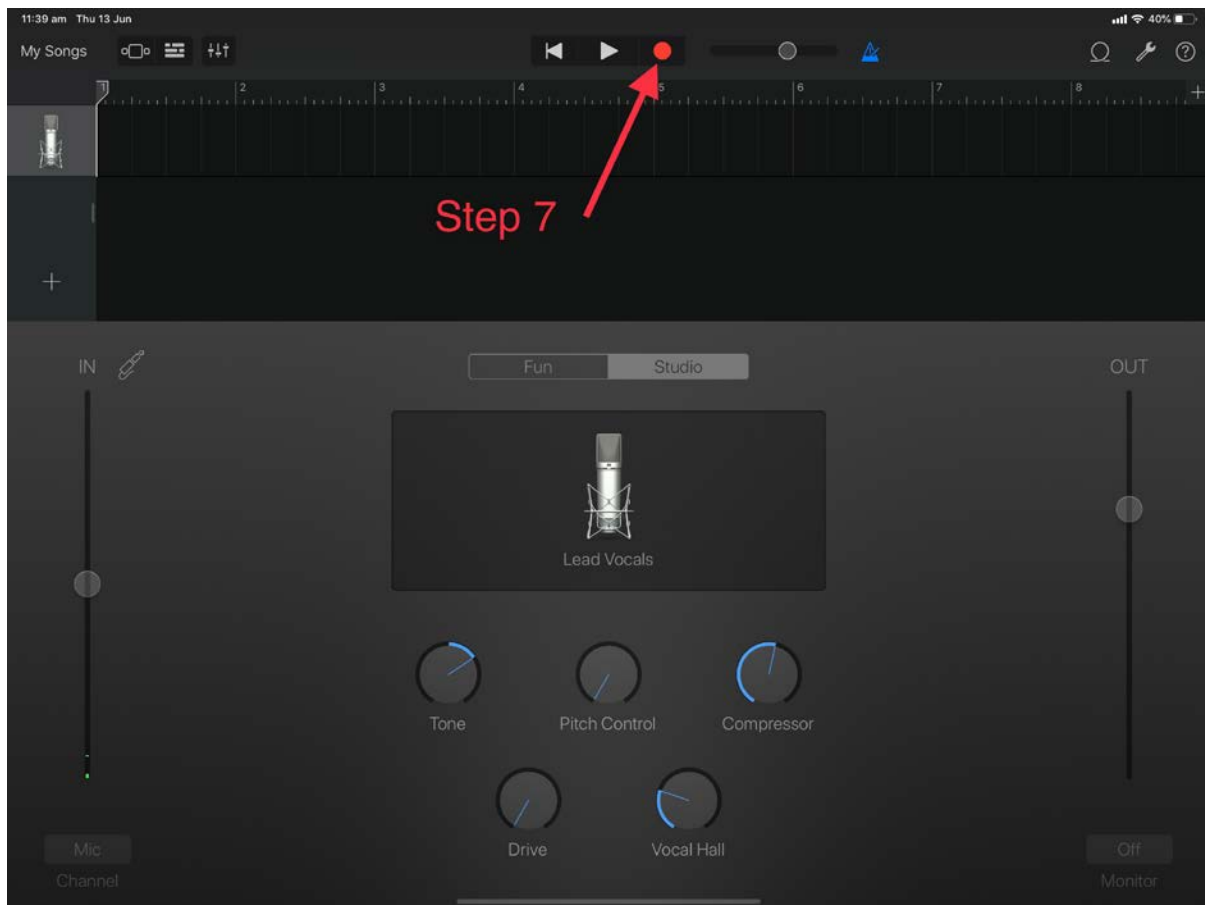 11:39 am Thu 13 Jun
40%
My Songs
1 2 3 4 5 6 7 8
Step 7
IN
Fun Studio
OUT
Lead Vocals
Tone Pitch Control Compressor
Drive Vocal Hall
Mic
Off
Channel
Monitor